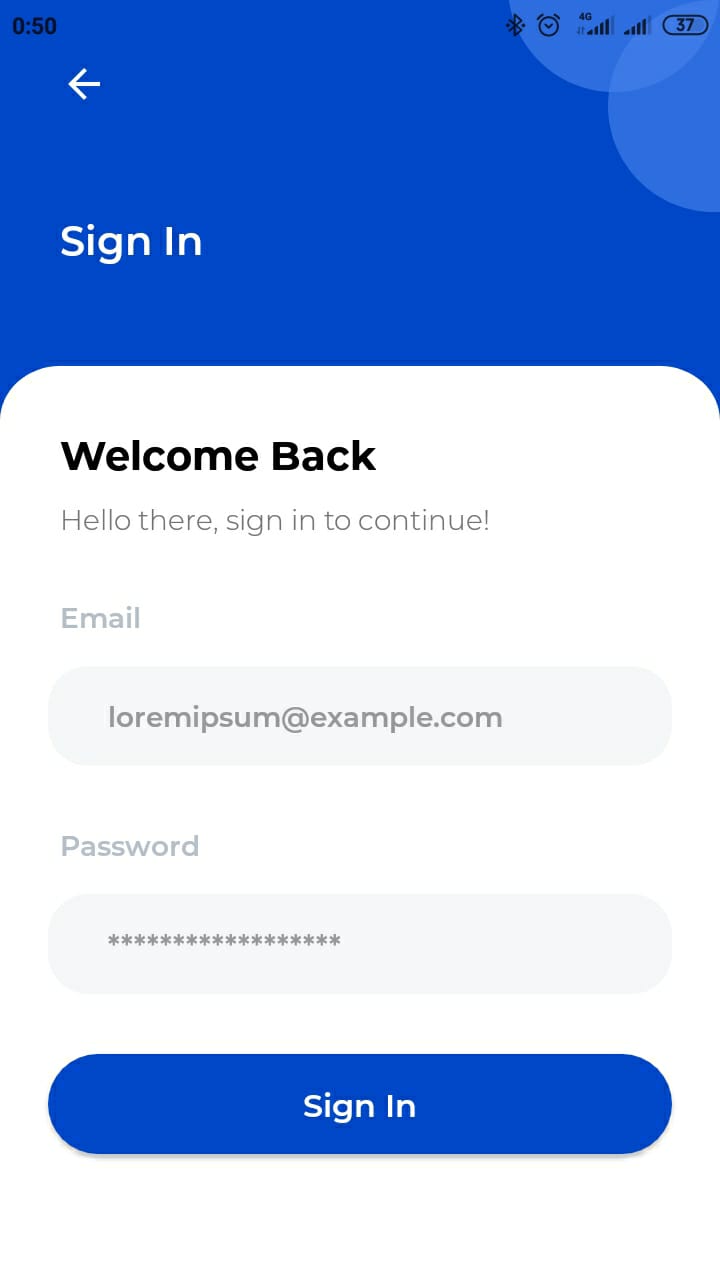 0:50
4G
37
Sign In
Welcome Back
Hello there, sign in to continue!
Email
loremipsum@example.com
Password
******************
Sign In